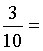 3/10 =